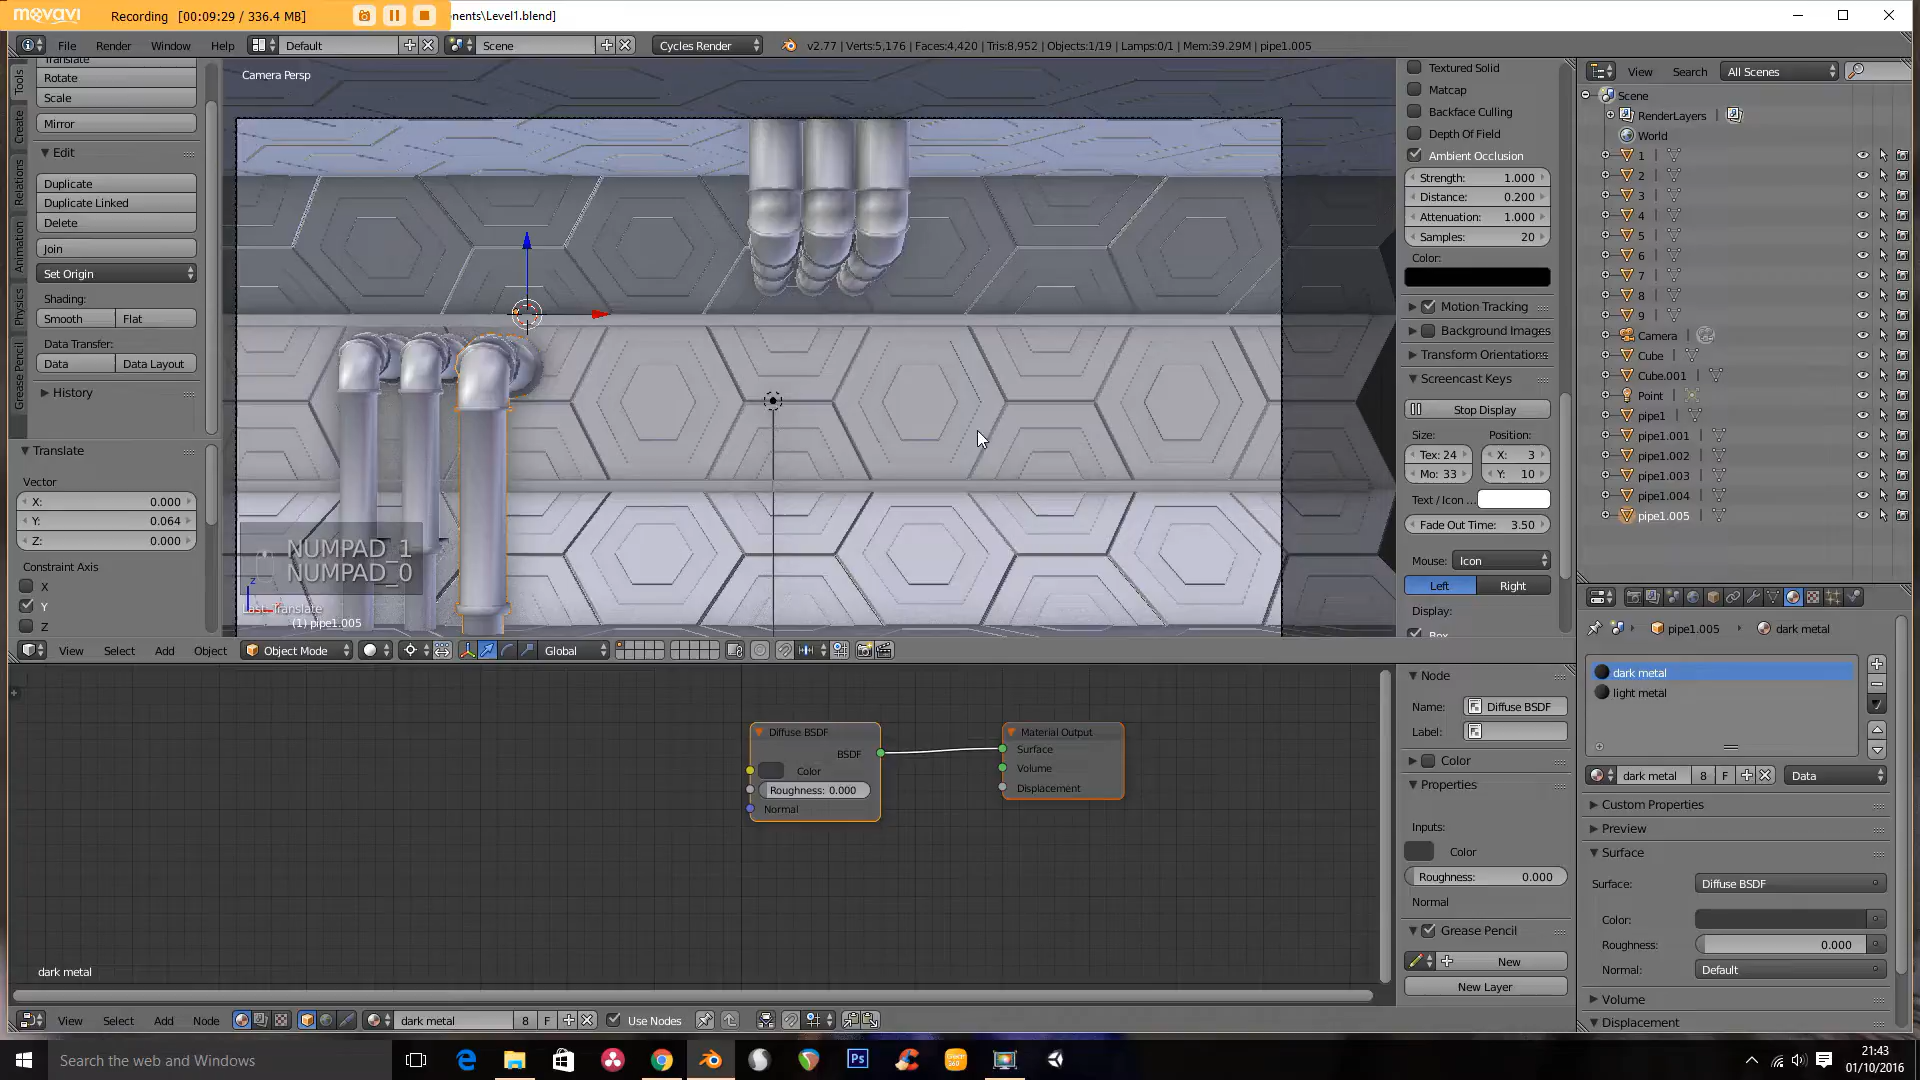 movavi Recording [00:09:29 / 336.4 MB] nents\Level1.blend]
File Render Window Help Default Scene Cycles Render v2.77 | Verts:5,176 | Faces:4,420 | Tris:8,952 | Objects:1/19 | Lamps:0/1 | Mem:39.29M | pipe1.005
Translate
Rotate
Scale
Mirror
Edit
Duplicate
Duplicate Linked
Delete
Join
Set Origin
Shading:
Smooth Flat
Data Transfer:
Data Data Layout
History
Tools
Create
Relations
Animation
Physics
Grease Pencil
Translate
Vector
X: 0.000
Y: 0.064
Z: 0.000
Constraint Axis
X
Y
Z
Camera Persp
NUMPAD_1
NUMPAD_0
Last: Translate
(1) pipe1.005
z
View Select Add Object Object Mode Global
Textured Solid
Matcap
Backface Culling
Depth Of Field
Ambient Occlusion
Strength: 1.000
Distance: 0.200
Attenuation: 1.000
Samples: 20
Color:
Motion Tracking
Background Images
Transform Orientations
Screencast Keys
Stop Display
Size: Position:
Tex: 24 X: 3
Mo: 33 Y: 10
Text / Icon ...
Fade Out Time: 3.50
Mouse: Icon
Left Right
Display:
Box
View Search All Scenes
Scene
RenderLayers
World
1
2
3
4
5
6
7
8
9
Camera
Cube
Cube.001
Point
pipe1
pipe1.001
pipe1.002
pipe1.003
pipe1.004
pipe1.005
pipe1.005 dark metal
dark metal
light metal
dark metal 8 F Data
Custom Properties
Preview
Surface
Surface: Diffuse BSDF
Color:
Roughness: 0.000
Normal: Default
Volume
Displacement
Diffuse BSDF
BSDF
Color
Roughness: 0.000
Normal
Material Output
Surface
Volume
Displacement
dark metal
Node
Name: Diffuse BSDF
Label:
Color
Properties
Inputs:
Color
Roughness: 0.000
Normal
Grease Pencil
New
New Layer
View Select Add Node dark metal 8 F Use Nodes
Search the web and Windows
Ps
21:43
01/10/2016